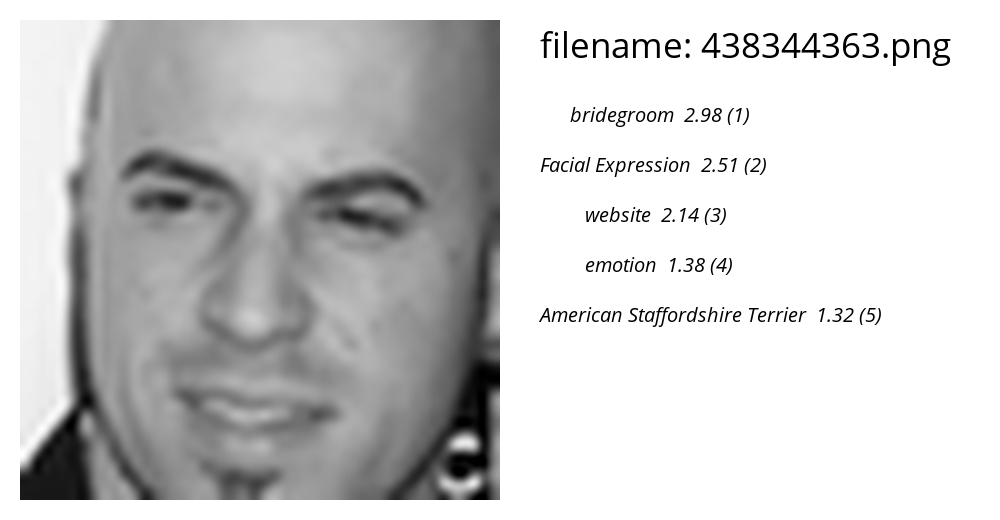 filename: 438344363.png
bridegroom 2.98 (1)
Facial Expression 2.51 (2)
website 2.14 (3)
emotion 1.38 (4)
American Staffordshire Terrier 1.32 (5)